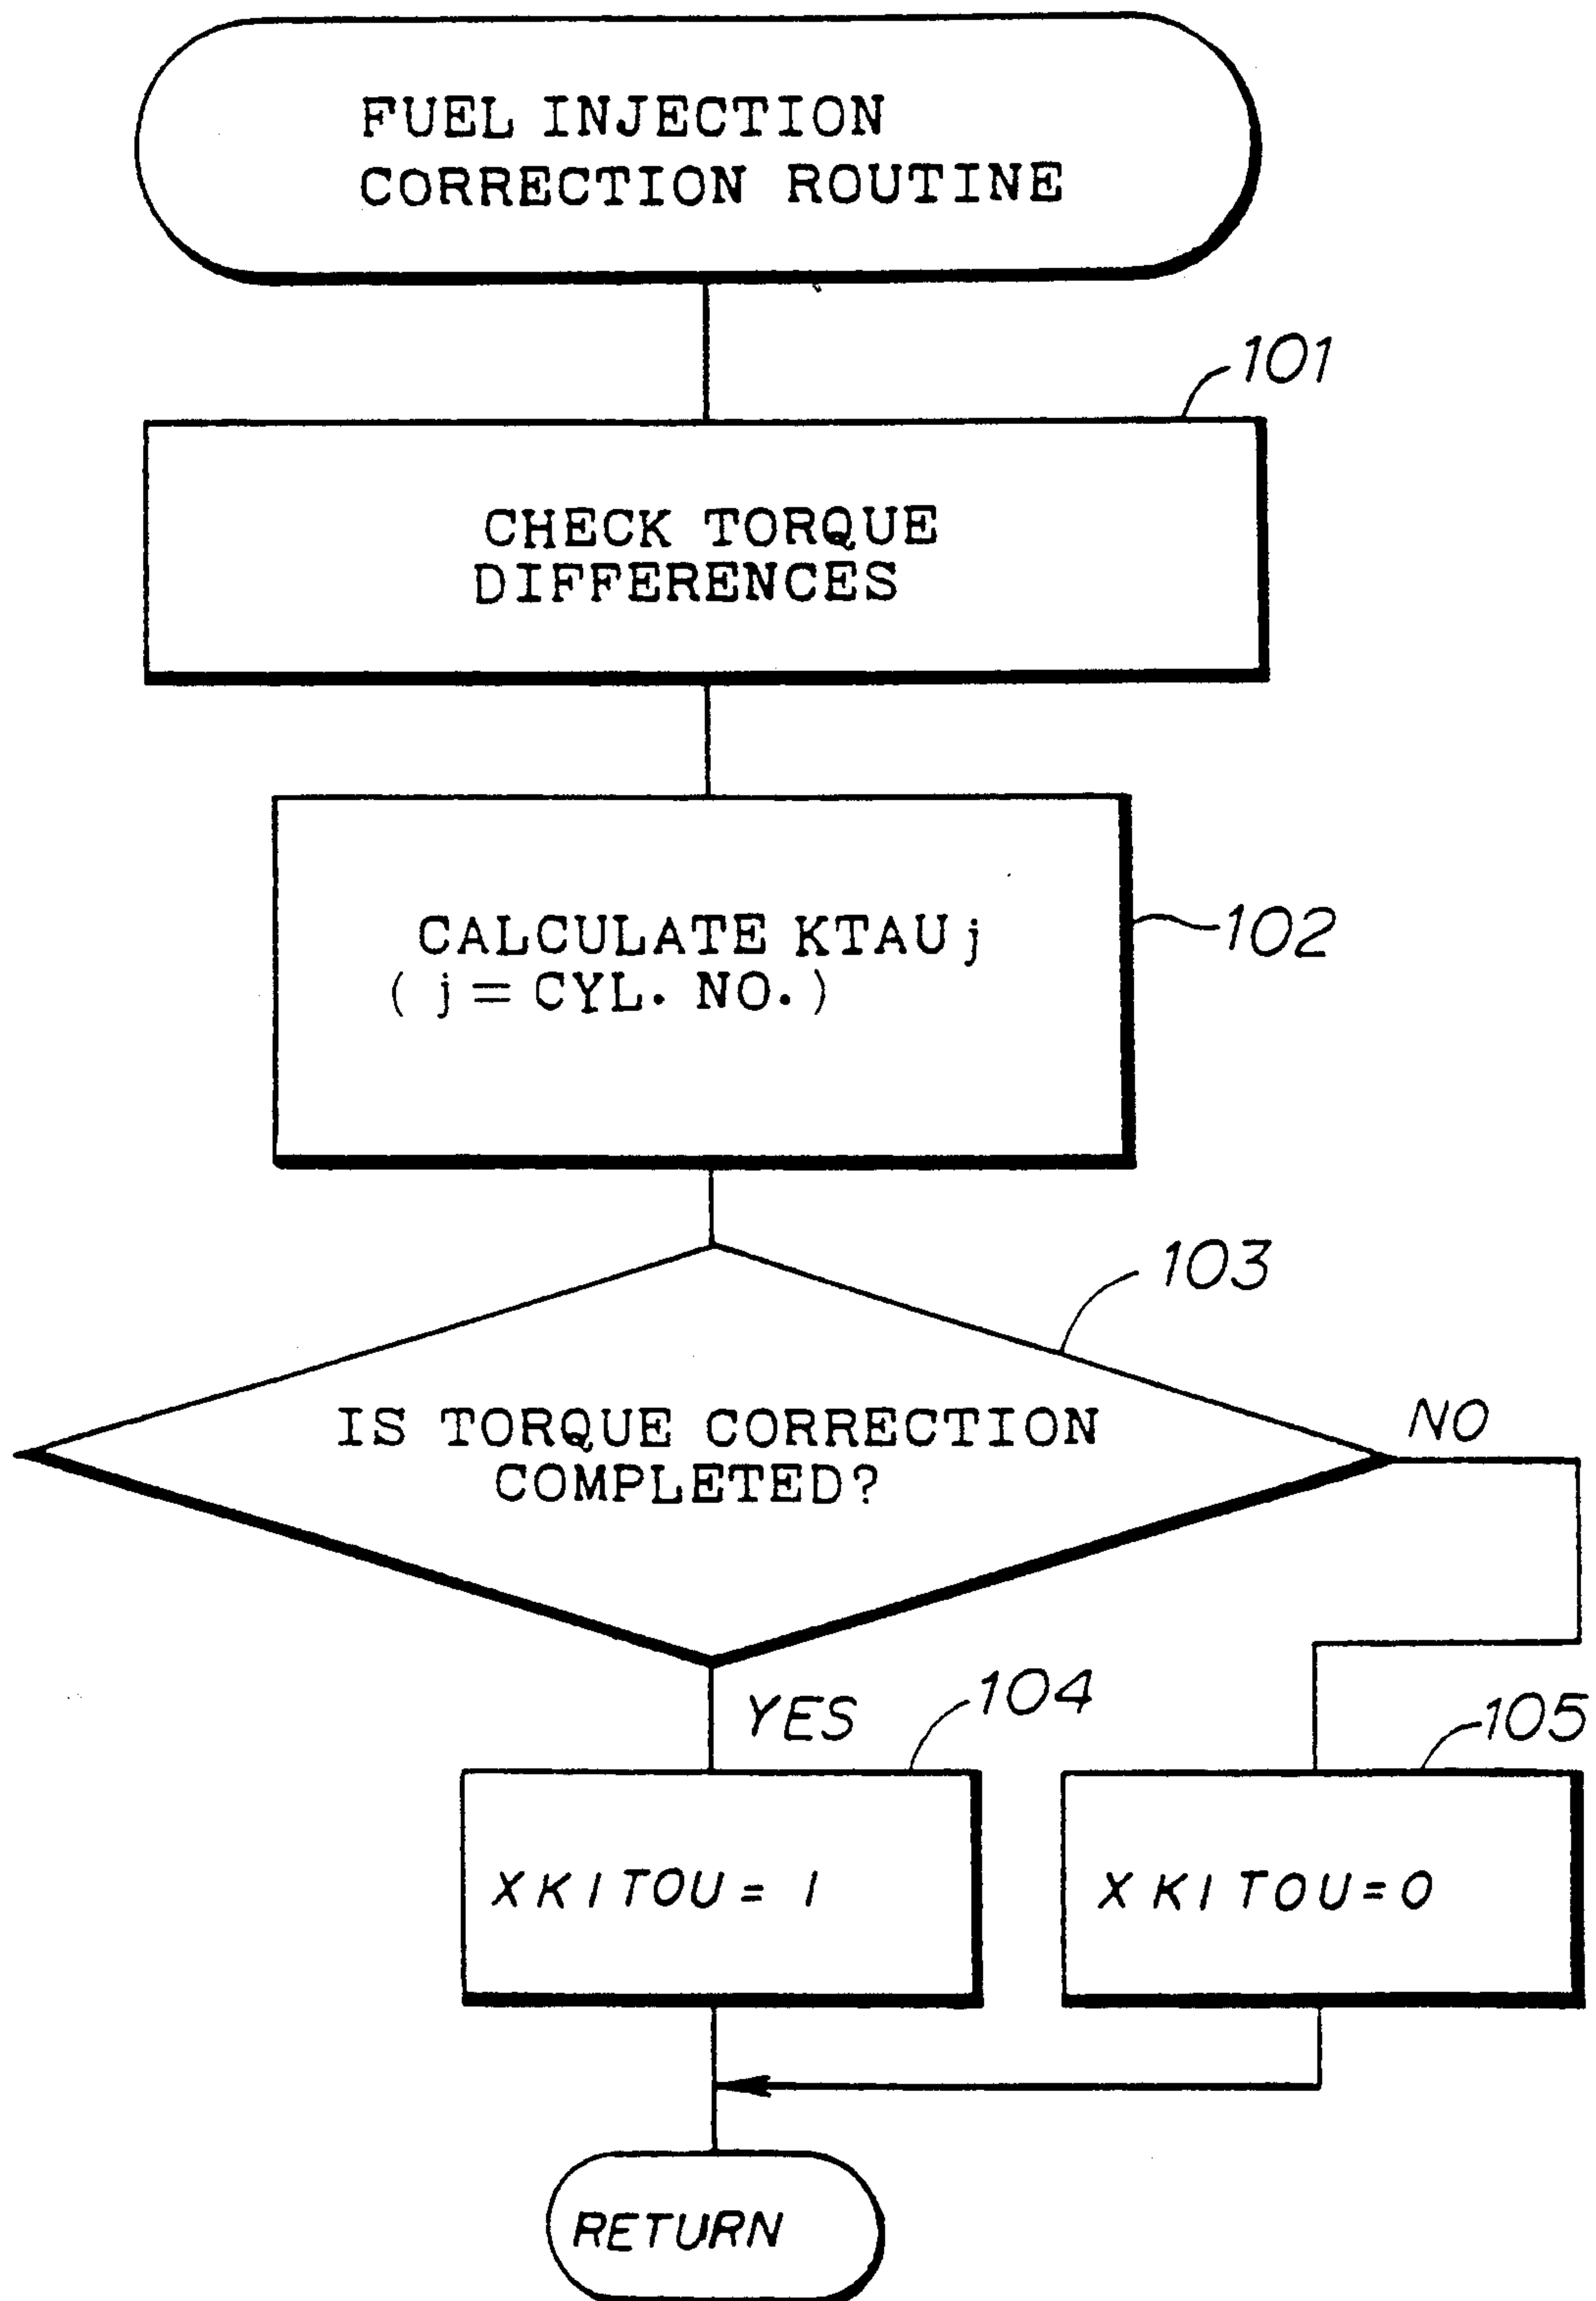 FUEL INJECTION
CORRECTION ROUTINE
101
CHECK TORQUE
DIFFERENCES
102
CALCULATE KTAU j
( j = CYL. NO. )
103
IS TORQUE CORRECTION
COMPLETED?
NO
YES
104
105
XKITOU = 1
XKITOU = 0
RETURN